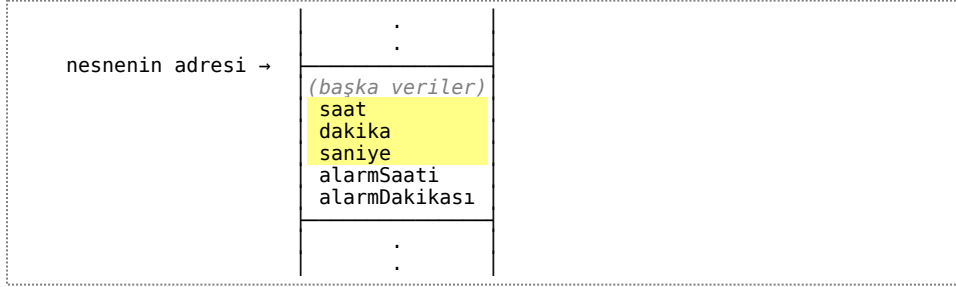 .
.
nesnenin adresi →
(başka veriler)
saat
dakika
saniye
alarmSaati
alarmDakikası
.
.